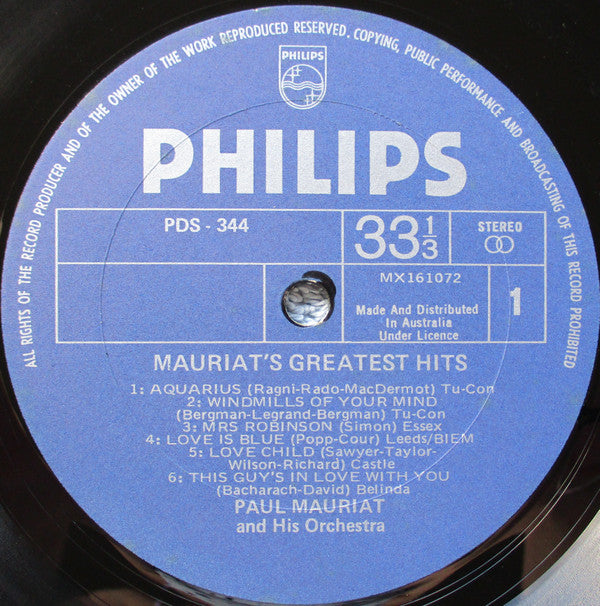 ALL RIGHTS OF THE RECORD PRODUCER AND OF THE OWNER OF THE WORK REPRODUCED RESERVED. COPYING, PUBLIC PERFORMANCE AND BROADCASTING OF THIS RECORD PROHIBITED
PHILIPS
PHILIPS
PDS - 344
33 1/3
STEREO
MX161072
Made And Distributed
In Australia
Under Licence
1
MAURIAT'S GREATEST HITS
1: AQUARIUS (Ragni-Rado-MacDermot) Tu-Con
2: WINDMILLS OF YOUR MIND
(Bergman-Legrand-Bergman) Tu-Con
3: MRS ROBINSON (Simon) Essex
4: LOVE IS BLUE (Popp-Cour) Leeds/BIEM
5: LOVE CHILD (Sawyer-Taylor-
Wilson-Richard) Castle
6: THIS GUY'S IN LOVE WITH YOU
(Bacharach-David) Belinda
PAUL MAURIAT
and His Orchestra